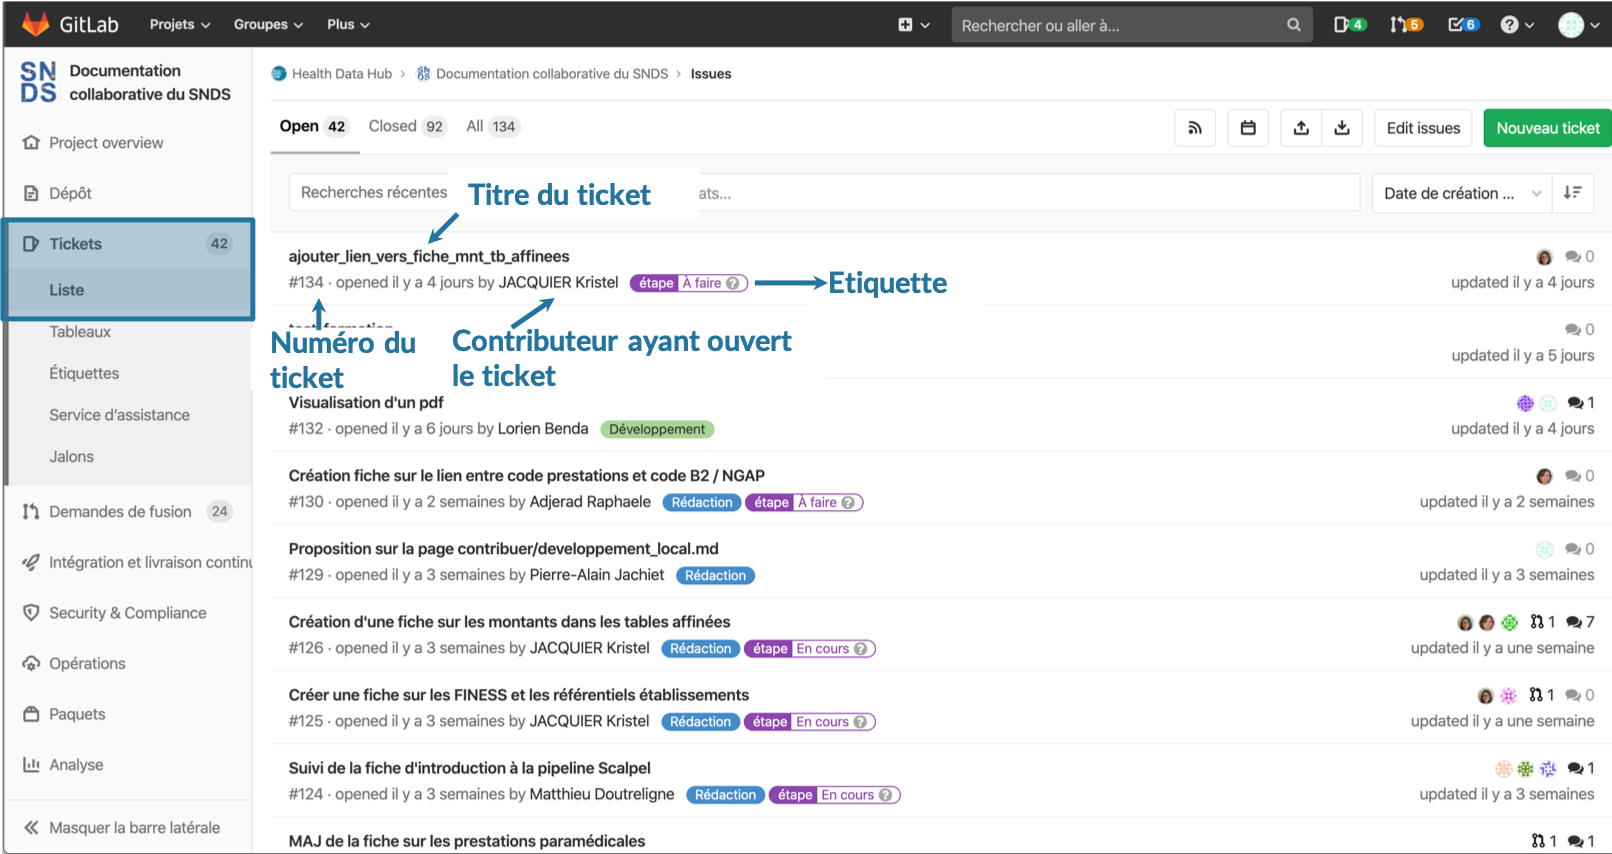 GitLab Projets Groupes Plus Rechercher ou aller à... 4 5 6
SNDS Documentation collaborative du SNDS
Health Data Hub › Documentation collaborative du SNDS › Issues
Open 42 Closed 92 All 134
Edit issues Nouveau ticket
Project overview
Dépôt
Tickets 42
Liste
Tableaux
Étiquettes
Service d'assistance
Jalons
Demandes de fusion 24
Intégration et livraison continu
Security & Compliance
Opérations
Paquets
Analyse
Masquer la barre latérale
Recherches récentes Titre du ticket ats... Date de création ...
ajouter_lien_vers_fiche_mnt_tb_affinees 0
#134 · opened il y a 4 jours by JACQUIER Kristel étape À faire Etiquette updated il y a 4 jours
0
Numéro du ticket
Contributeur ayant ouvert
le ticket
updated il y a 5 jours
Visualisation d'un pdf 1
#132 · opened il y a 6 jours by Lorien Benda Développement updated il y a 4 jours
Création fiche sur le lien entre code prestations et code B2 / NGAP 0
#130 · opened il y a 2 semaines by Adjerad Raphaele Rédaction étape À faire updated il y a 2 semaines
Proposition sur la page contribuer/developpement_local.md 0
#129 · opened il y a 3 semaines by Pierre-Alain Jachiet Rédaction updated il y a 3 semaines
Création d'une fiche sur les montants dans les tables affinées 1 7
#126 · opened il y a 3 semaines by JACQUIER Kristel Rédaction étape En cours updated il y a une semaine
Créer une fiche sur les FINESS et les référentiels établissements 1 0
#125 · opened il y a 3 semaines by JACQUIER Kristel Rédaction étape En cours updated il y a une semaine
Suivi de la fiche d'introduction à la pipeline Scalpel 1
#124 · opened il y a 3 semaines by Matthieu Doutreligne Rédaction étape En cours updated il y a 3 semaines
MAJ de la fiche sur les prestations paramédicales 1 1